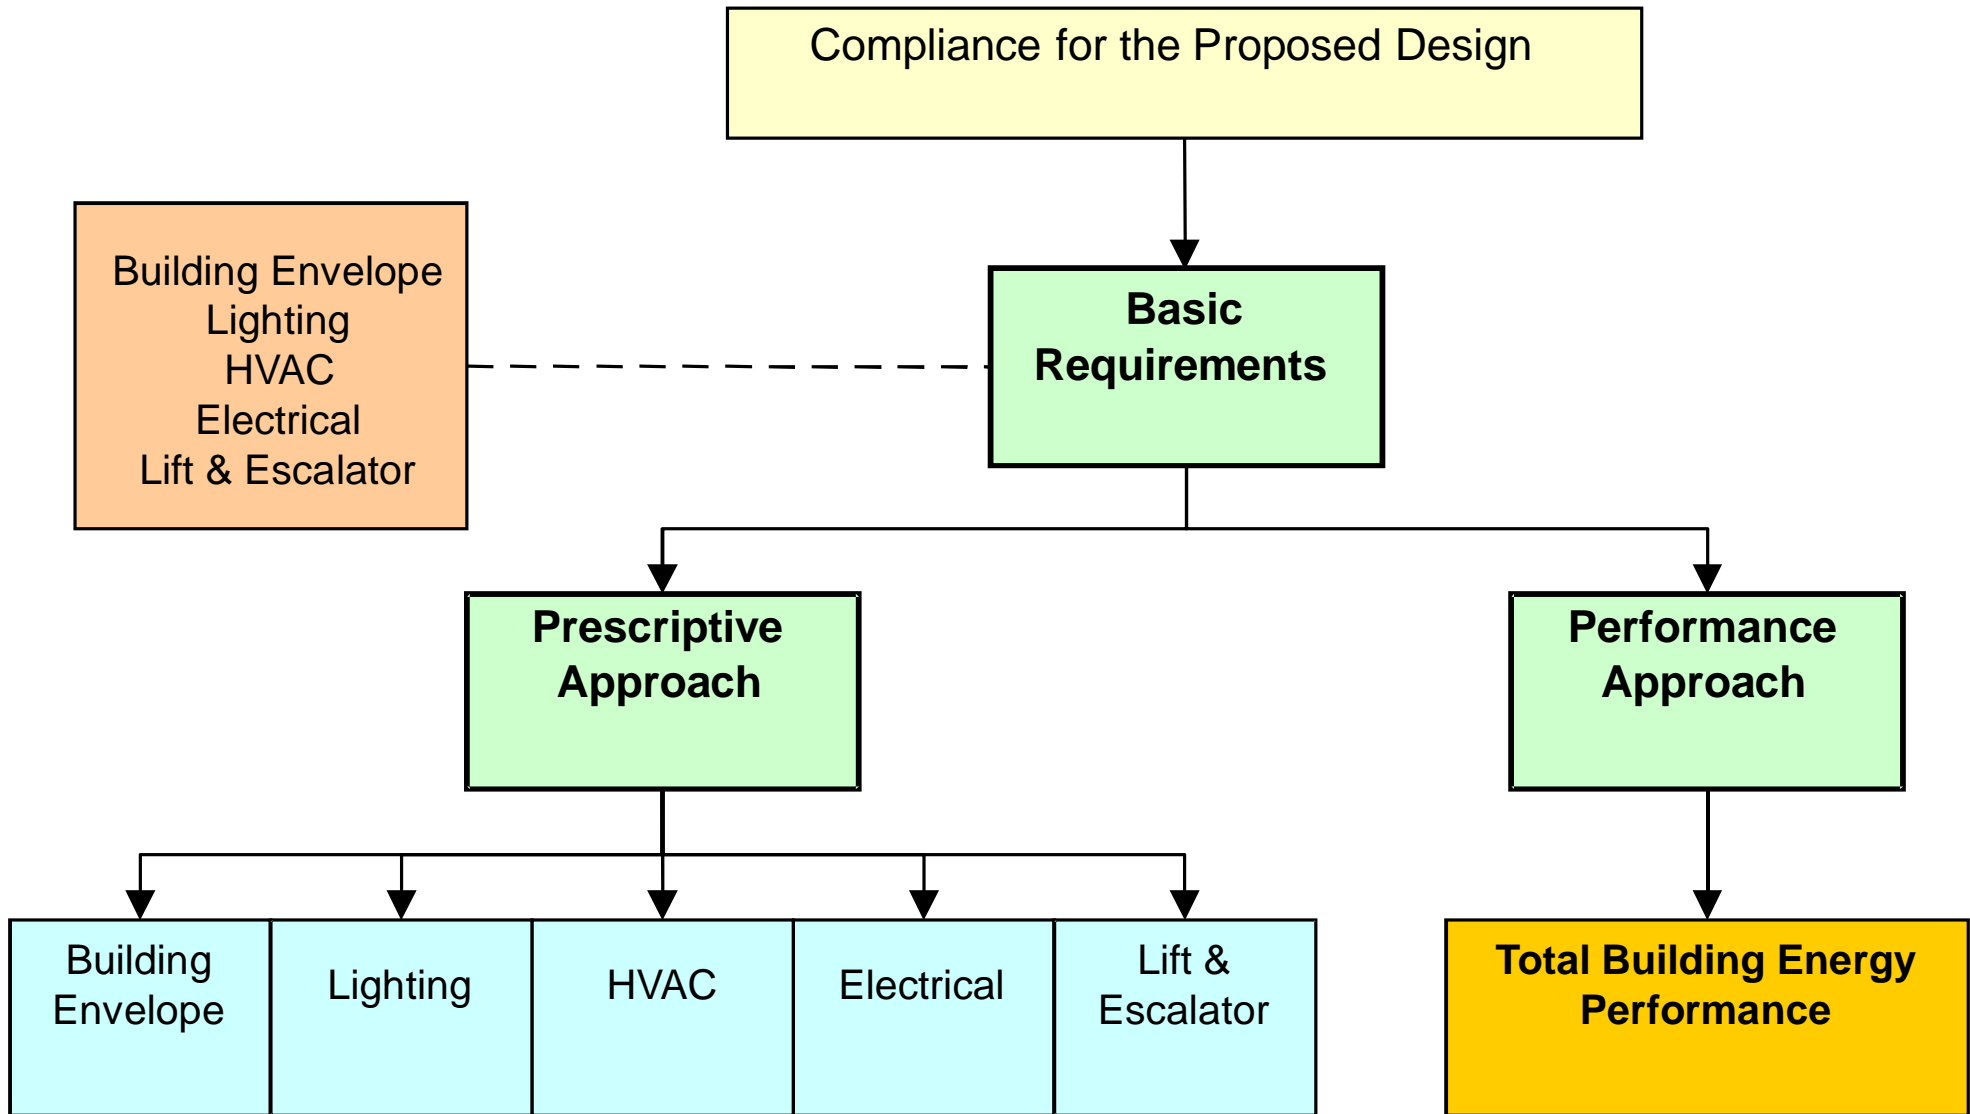 Compliance for the Proposed Design
Building Envelope
Lighting
HVAC
Electrical
Lift & Escalator
Basic
Requirements
Prescriptive
Approach
Performance
Approach
Building
Envelope
Lighting
HVAC
Electrical
Lift &
Escalator
Total Building Energy
Performance